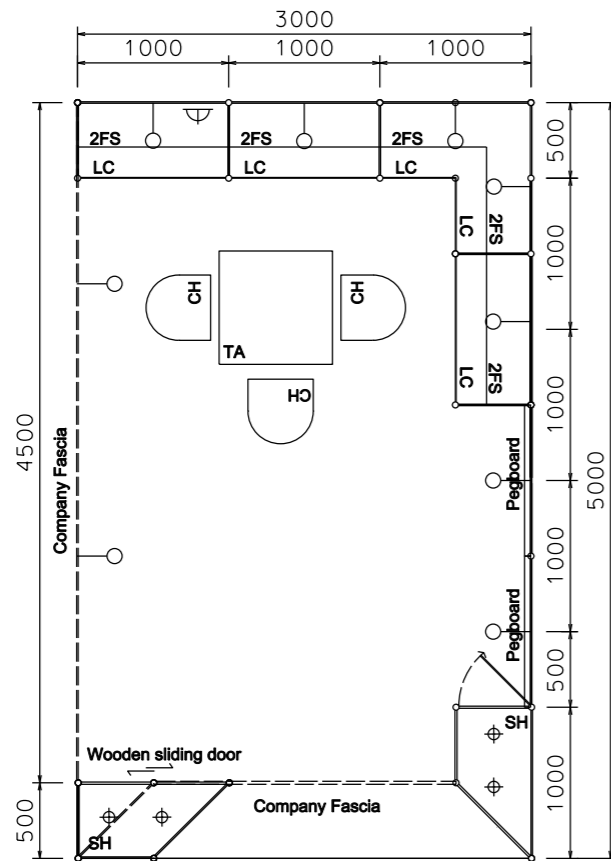 3000
1000
1000
1000
2FS
2FS
2FS
LC
LC
LC
500
1000
LC
2FS
CH
CH
TA
CH
LC
2FS
1000
4500
5000
Company Fascia
Pegboard
1000
Pegboard
500
SH
Wooden sliding door
Company Fascia
1000
500
SH